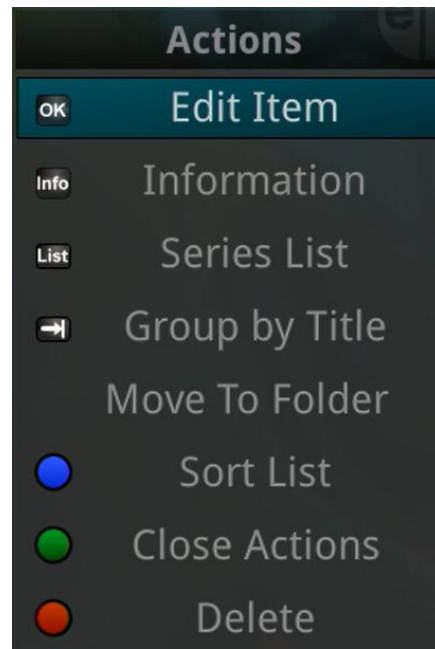 Actions
OK Edit Item
Info Information
List Series List
Group by Title
Move To Folder
Sort List
Close Actions
Delete